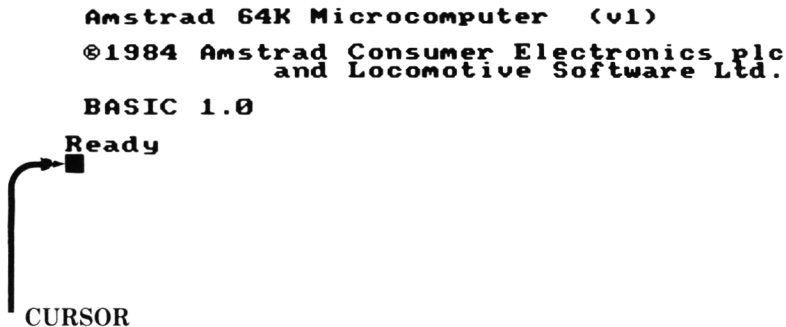 Amstrad 64K Microcomputer (v1)
©1984 Amstrad Consumer Electronics plc
and Locomotive Software Ltd.
BASIC 1.0
Ready
CURSOR